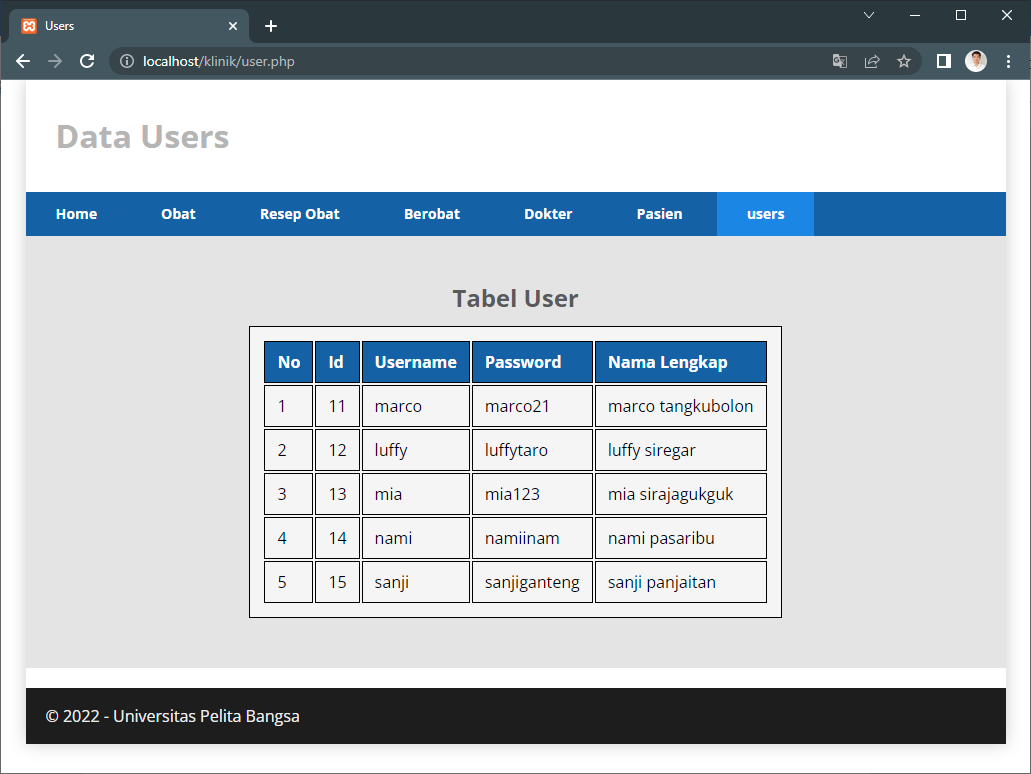 Users
localhost/klinik/user.php
Data Users
Home Obat Resep Obat Berobat Dokter Pasien users
Tabel User
No Id Username Password Nama Lengkap
1 11 marco marco21 marco tangkubolon
2 12 luffy luffytaro luffy siregar
3 13 mia mia123 mia sirajagukguk
4 14 nami namiinam nami pasaribu
5 15 sanji sanjiganteng sanji panjaitan
© 2022 - Universitas Pelita Bangsa